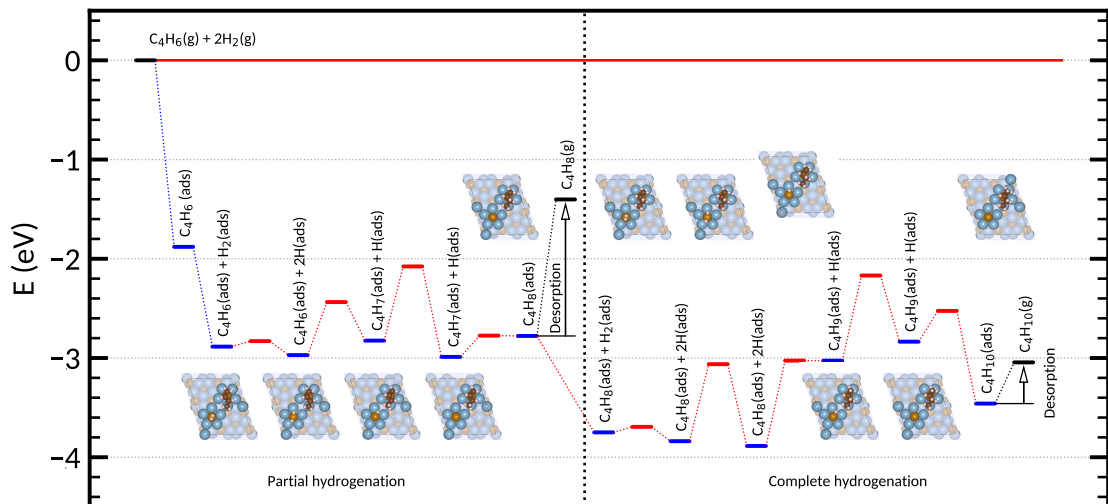 C₄H₆(g) + 2H₂(g)
0
−1
−2
−3
−4
E (eV)
C₄H₆ (ads)
C₄H₆(ads) + H₂(ads)
C₄H₆(ads) + 2H(ads)
C₄H₇(ads) + H(ads)
C₄H₇(ads) + H(ads)
C₄H₈(ads)
Desorption
C₄H₈(g)
C₄H₈(ads) + H₂(ads)
C₄H₈(ads) + 2H(ads)
C₄H₈(ads) + 2H(ads)
C₄H₉(ads) + H(ads)
C₄H₉(ads) + H(ads)
C₄H₁₀(ads)
C₄H₁₀(g)
Desorption
Partial hydrogenation
Complete hydrogenation